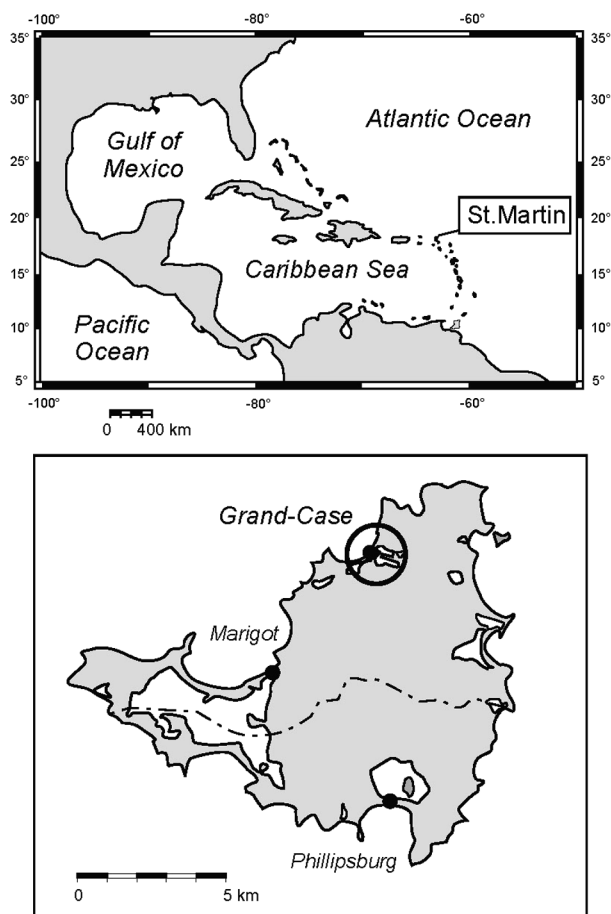 -100° -80° -60°
35° 35°
30° 30°
Atlantic Ocean
Gulf of
Mexico
25° 25°
20° 20°
St.Martin
15° 15°
Caribbean Sea
Pacific
Ocean
10° 10°
5° 5°
-100° -80° -60°
0 400 km
Grand-Case
Marigot
Phillipsburg
0 5 km